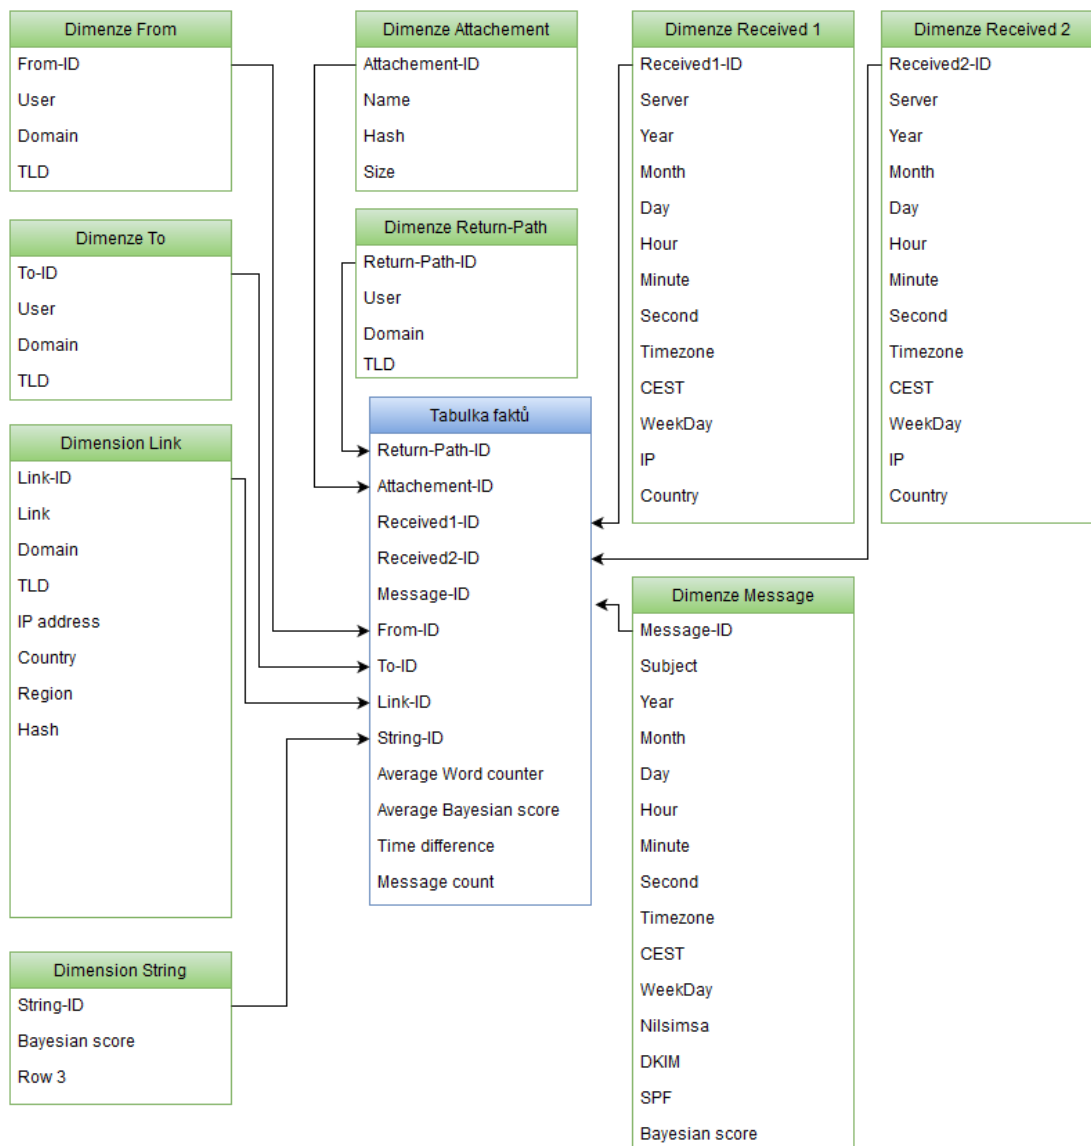 Dimenze From
From-ID
User
Domain
TLD
Dimenze To
To-ID
User
Domain
TLD
Dimension Link
Link-ID
Link
Domain
TLD
IP address
Country
Region
Hash
Dimension String
String-ID
Bayesian score
Row 3
Dimenze Attachement
Attachement-ID
Name
Hash
Size
Dimenze Return-Path
Return-Path-ID
User
Domain
TLD
Tabulka faktů
Return-Path-ID
Attachement-ID
Received1-ID
Received2-ID
Message-ID
From-ID
To-ID
Link-ID
String-ID
Average Word counter
Average Bayesian score
Time difference
Message count
Dimenze Received 1
Received1-ID
Server
Year
Month
Day
Hour
Minute
Second
Timezone
CEST
WeekDay
IP
Country
Dimenze Received 2
Received2-ID
Server
Year
Month
Day
Hour
Minute
Second
Timezone
CEST
WeekDay
IP
Country
Dimenze Message
Message-ID
Subject
Year
Month
Day
Hour
Minute
Second
Timezone
CEST
WeekDay
Nilsimsa
DKIM
SPF
Bayesian score